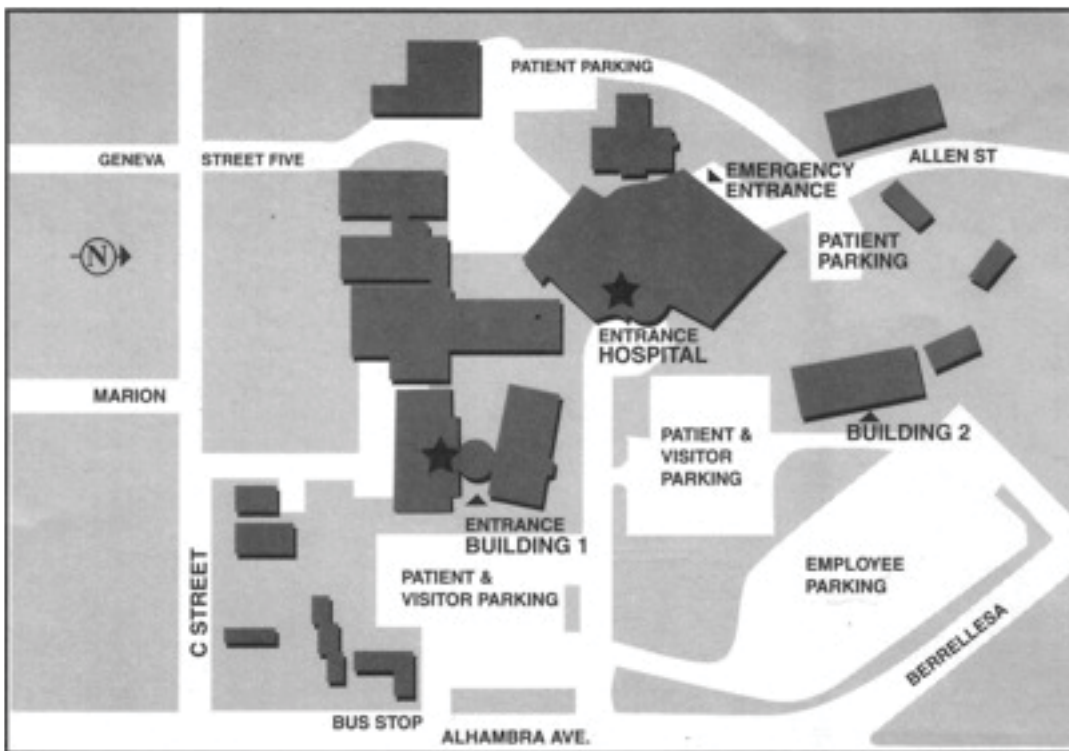 PATIENT PARKING
GENEVA
STREET FIVE
ALLEN ST
EMERGENCY
ENTRANCE
PATIENT
PARKING
N
ENTRANCE
HOSPITAL
MARION
PATIENT &
VISITOR
PARKING
BUILDING 2
ENTRANCE
BUILDING 1
C STREET
PATIENT &
VISITOR PARKING
EMPLOYEE
PARKING
BERRELLESA
BUS STOP
ALHAMBRA AVE.